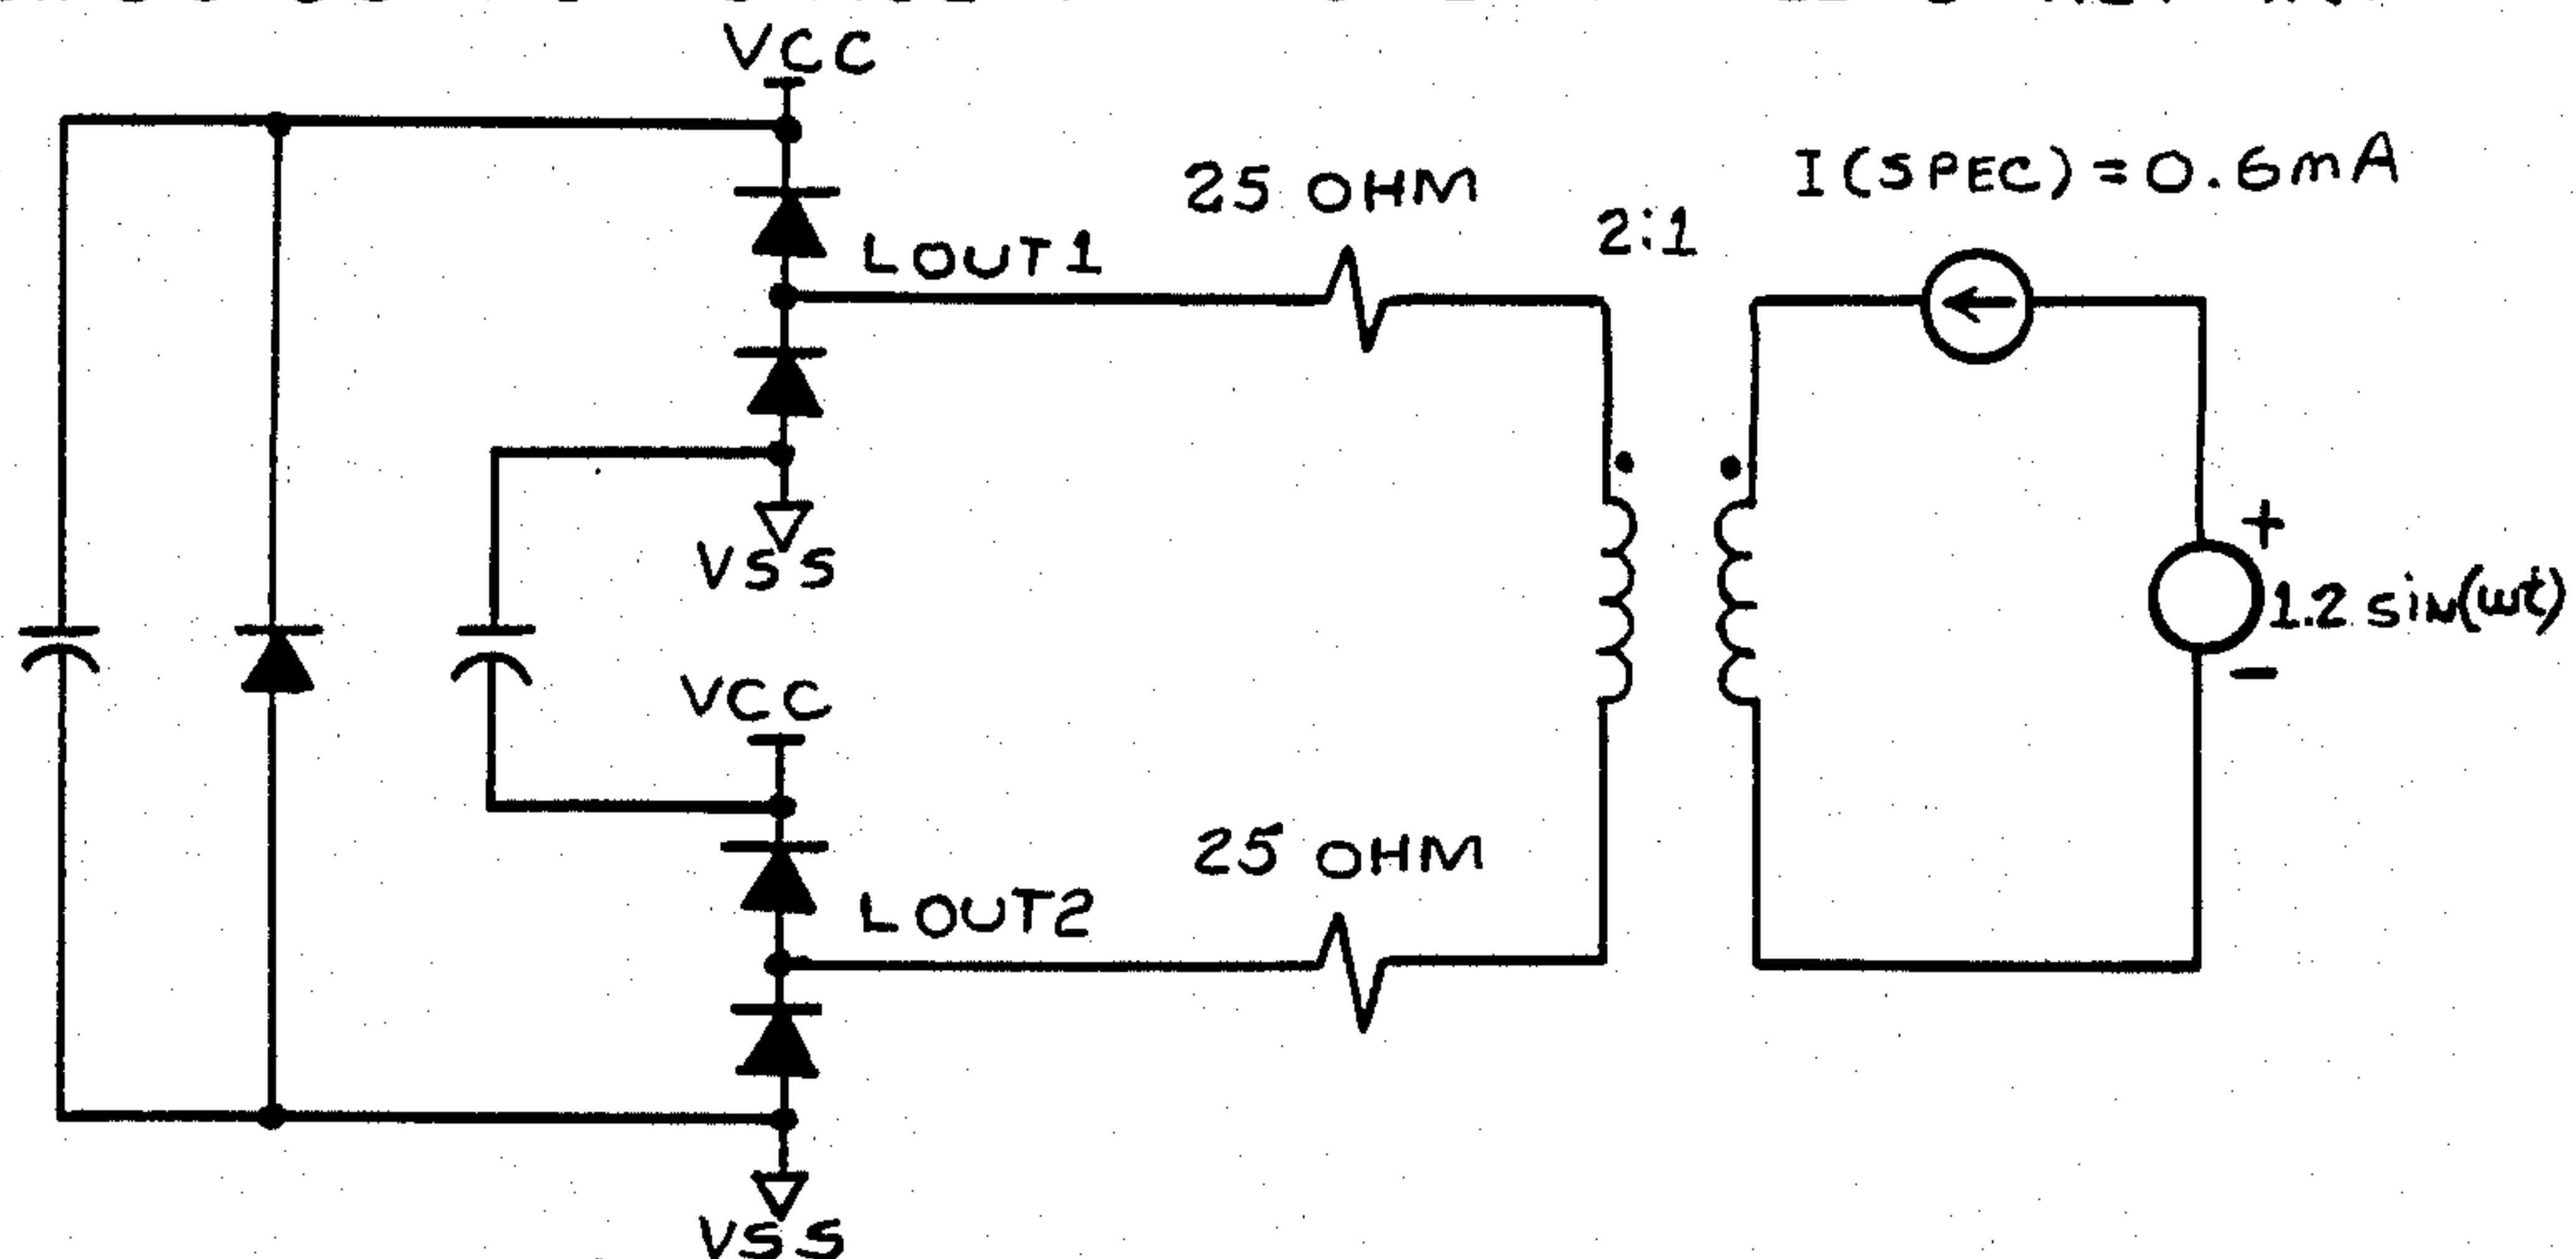 VCC
25 OHM
2:1
I(SPEC) = 0.6mA
LOUT1
VSS
+
1.2 sin(ωt)
-
VCC
25 OHM
LOUT2
VSS